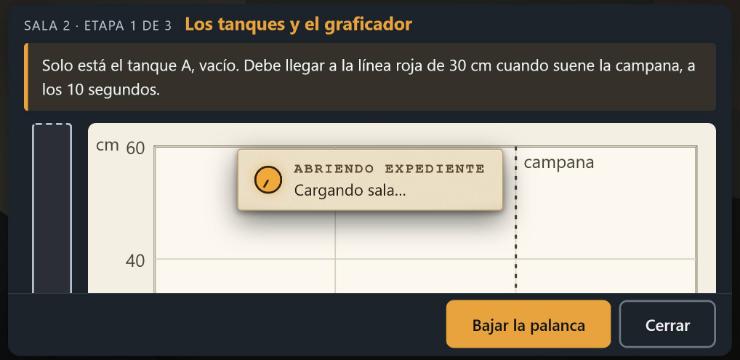 SALA 2 · ETAPA 1 DE 3 Los tanques y el graficador
Solo está el tanque A, vacío. Debe llegar a la línea roja de 30 cm cuando suene la campana, a
los 10 segundos.
cm 60
ABRIENDO EXPEDIENTE
Cargando sala...
campana
40
Bajar la palanca
Cerrar